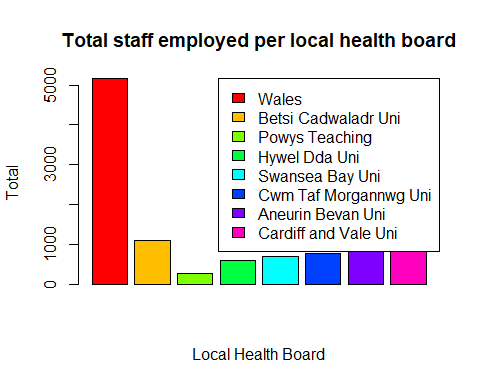 Total staff employed per local health board
Total
5000
3000
1000
0
Wales
Betsi Cadwaladr Uni
Powys Teaching
Hywel Dda Uni
Swansea Bay Uni
Cwm Taf Morgannwg Uni
Aneurin Bevan Uni
Cardiff and Vale Uni
Local Health Board